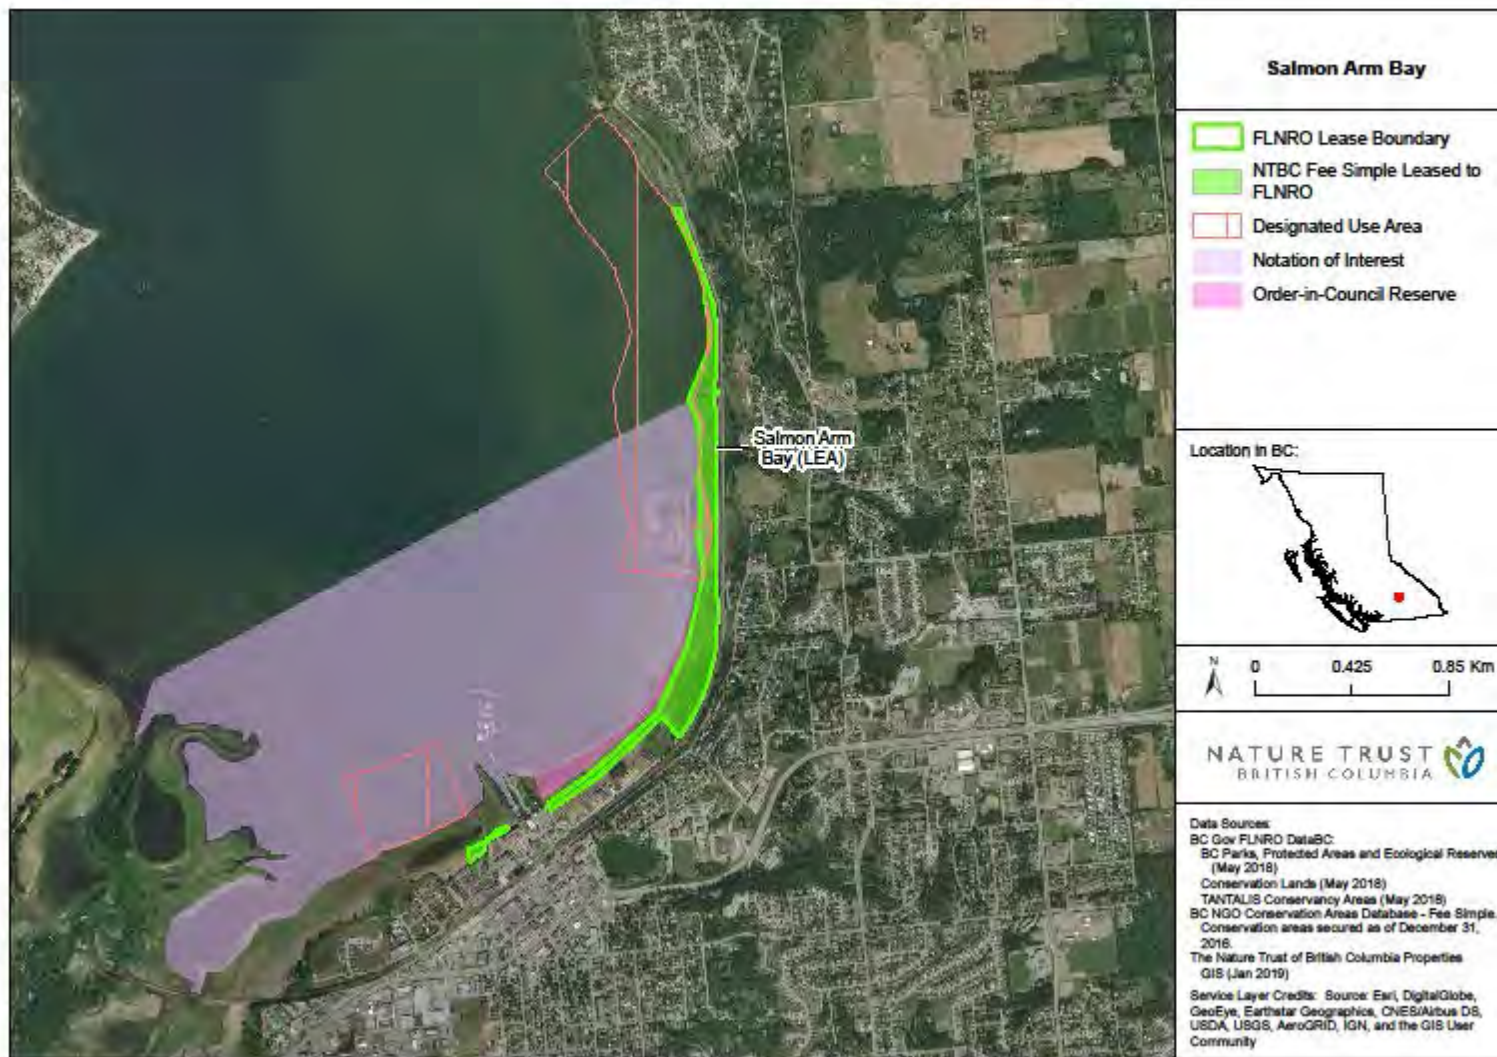 Salmon Arm Bay
FLNRO Lease Boundary
NTBC Fee Simple Leased to
FLNRO
Designated Use Area
Notation of Interest
Order-in-Council Reserve
Salmon Arm
Bay (LEA)
Location in BC:
N
0 0.425 0.85 Km
NATURE TRUST
BRITISH COLUMBIA
Data Sources:
BC Gov FLNRO DataBC:
BC Parks, Protected Areas and Ecological Reserves
(May 2018)
Conservation Lands (May 2018)
TANTALIS Conservancy Areas (May 2018)
BC NGO Conservation Areas Database - Fee Simple.
Conservation areas secured as of December 31,
2016.
The Nature Trust of British Columbia Properties
GIS (Jan 2019)
Service Layer Credits: Source: Esri, DigitalGlobe,
GeoEye, Earthstar Geographics, CNES/Airbus DS,
USDA, USGS, AeroGRID, IGN, and the GIS User
Community